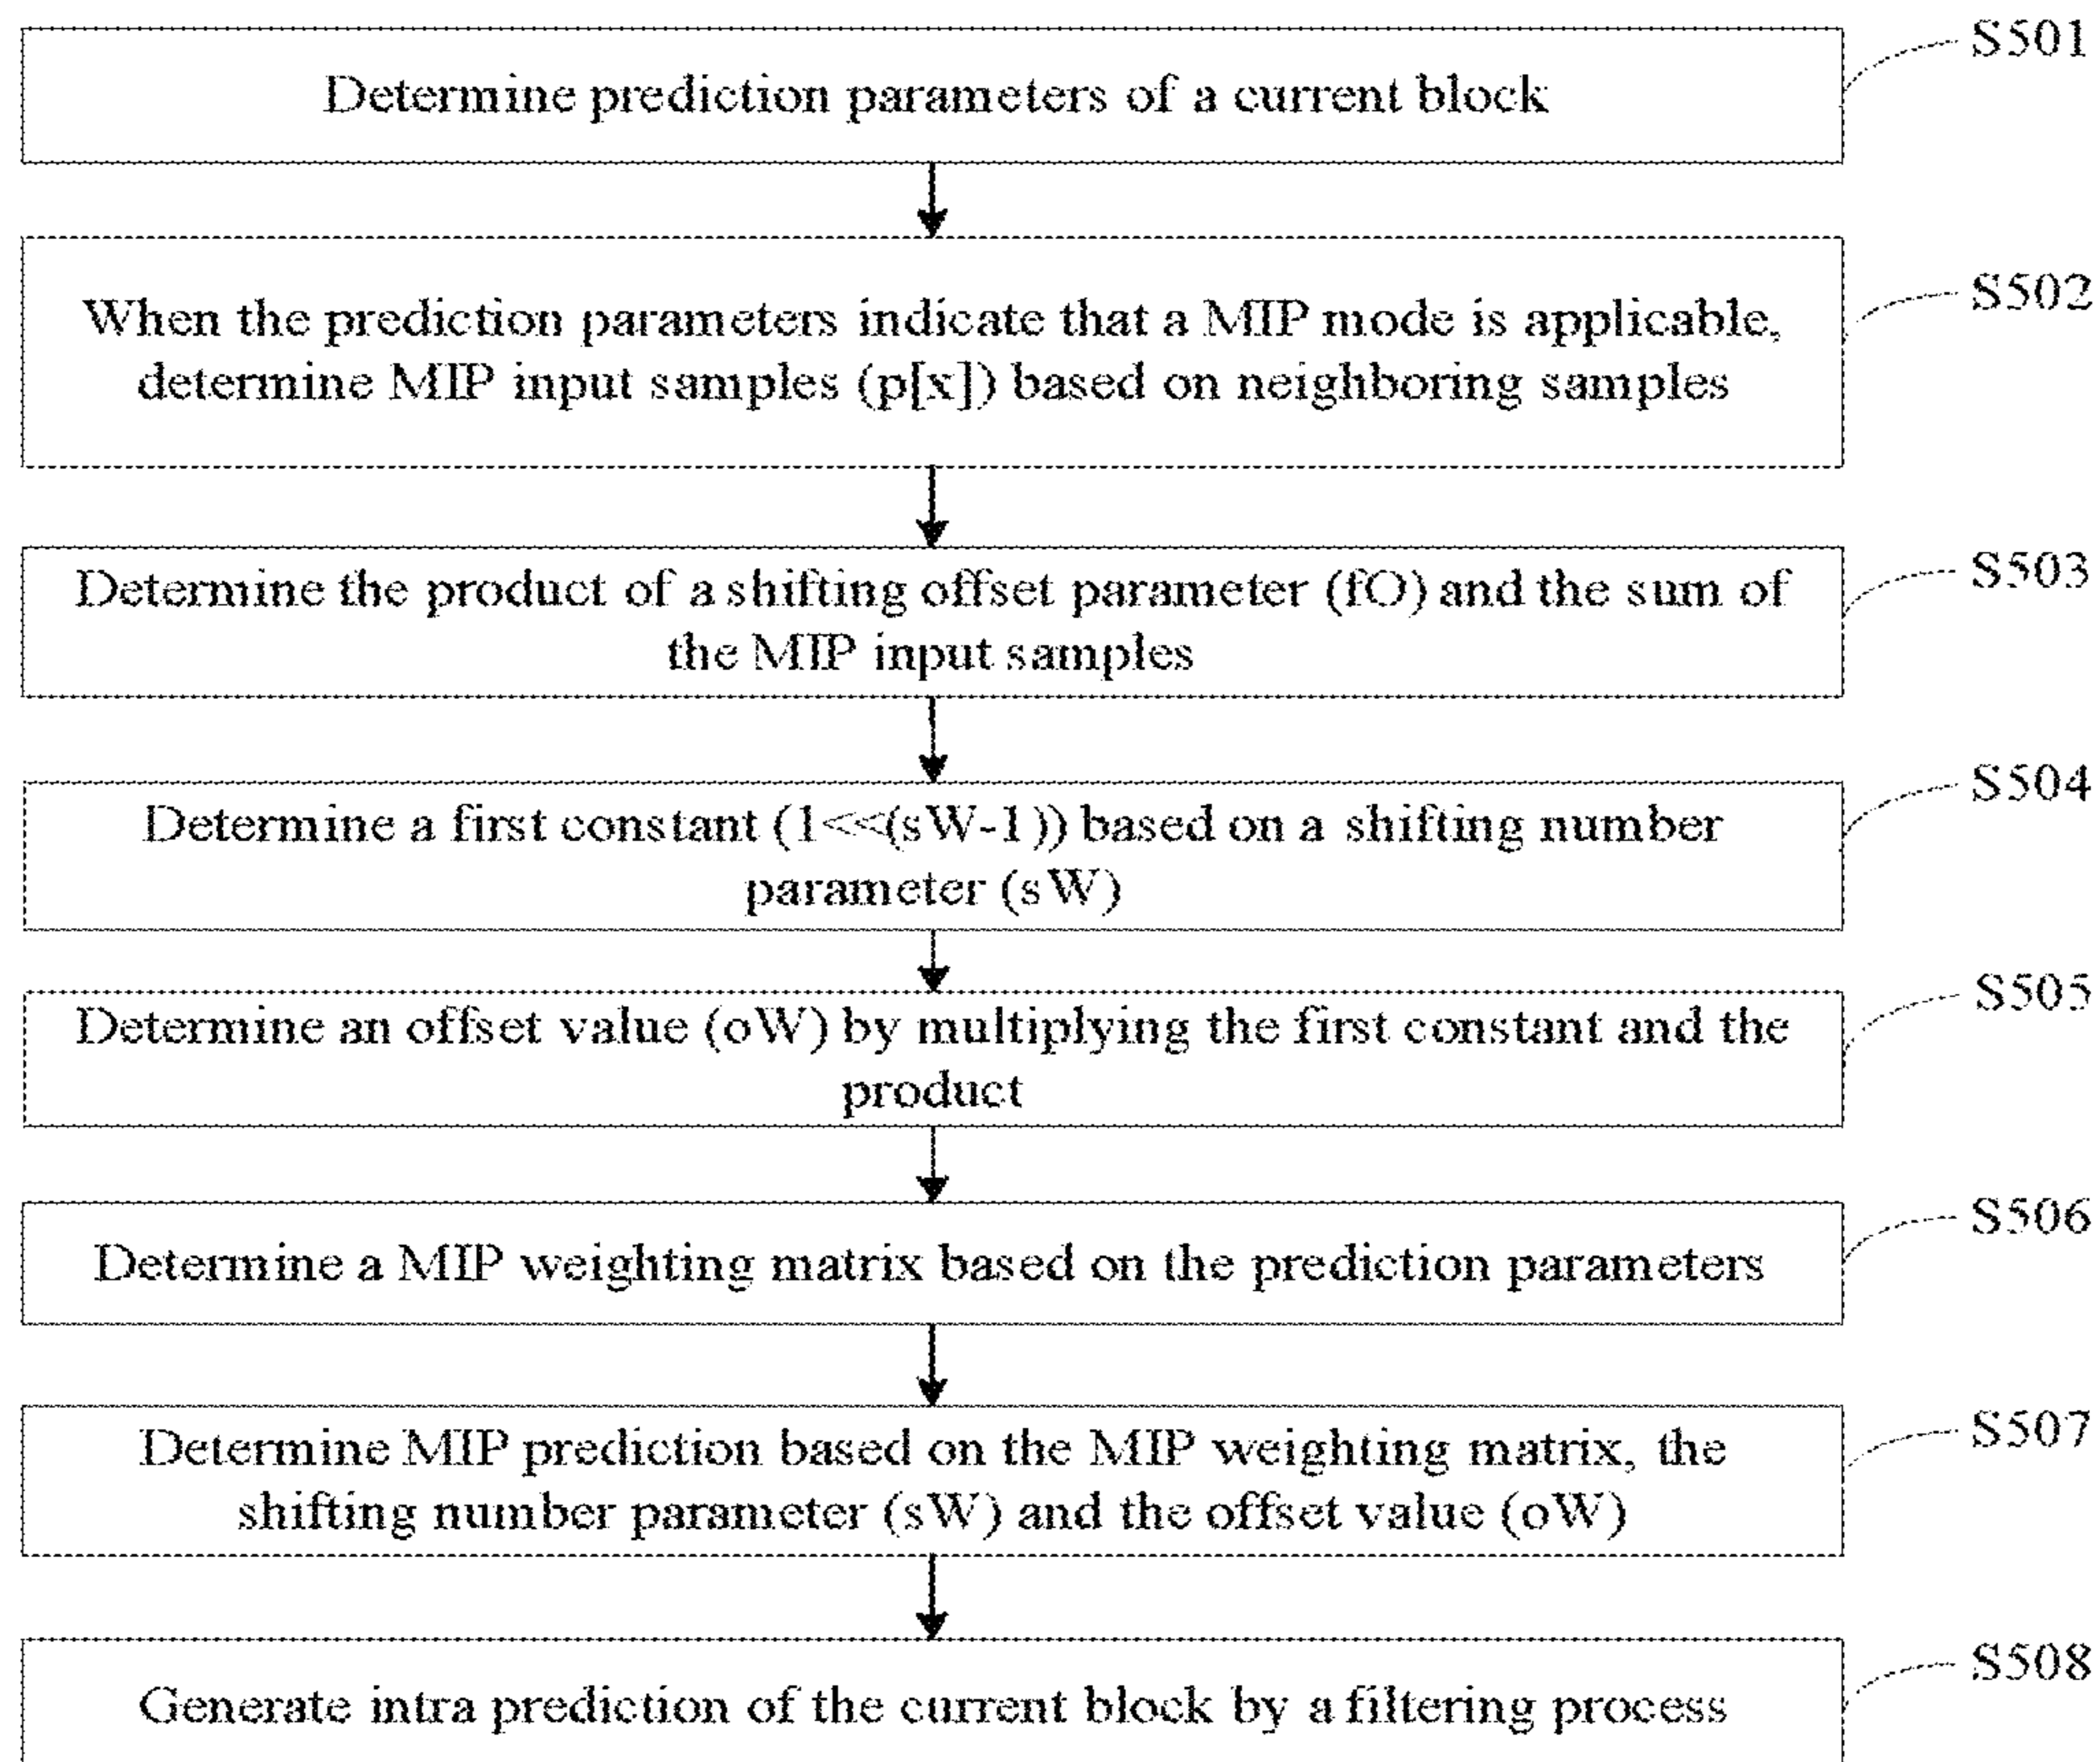 S501
Determine prediction parameters of a current block
S502
When the prediction parameters indicate that a MIP mode is applicable,
determine MIP input samples (p[x]) based on neighboring samples
S503
Determine the product of a shifting offset parameter (fO) and the sum of
the MIP input samples
S504
Determine a first constant (1<<(sW-1)) based on a shifting number
parameter (sW)
S505
Determine an offset value (oW) by multiplying the first constant and the
product
S506
Determine a MIP weighting matrix based on the prediction parameters
S507
Determine MIP prediction based on the MIP weighting matrix, the
shifting number parameter (sW) and the offset value (oW)
S508
Generate intra prediction of the current block by a filtering process